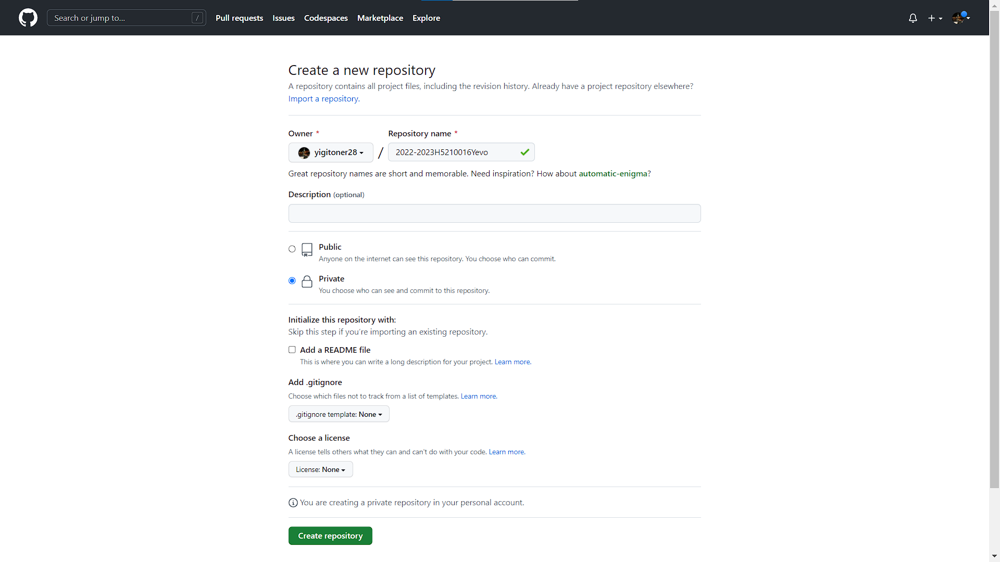 Search or jump to... /
Pull requests Issues Codespaces Marketplace Explore
Create a new repository
A repository contains all project files, including the revision history. Already have a project repository elsewhere?
Import a repository.
Owner * Repository name *
yigitoner28 / 2022-2023H5210016Yevo
Great repository names are short and memorable. Need inspiration? How about automatic-enigma?
Description (optional)
Public
Anyone on the internet can see this repository. You choose who can commit.
Private
You choose who can see and commit to this repository.
Initialize this repository with:
Skip this step if you’re importing an existing repository.
Add a README file
This is where you can write a long description for your project. Learn more.
Add .gitignore
Choose which files not to track from a list of templates. Learn more.
.gitignore template: None
Choose a license
A license tells others what they can and can't do with your code. Learn more.
License: None
You are creating a private repository in your personal account.
Create repository